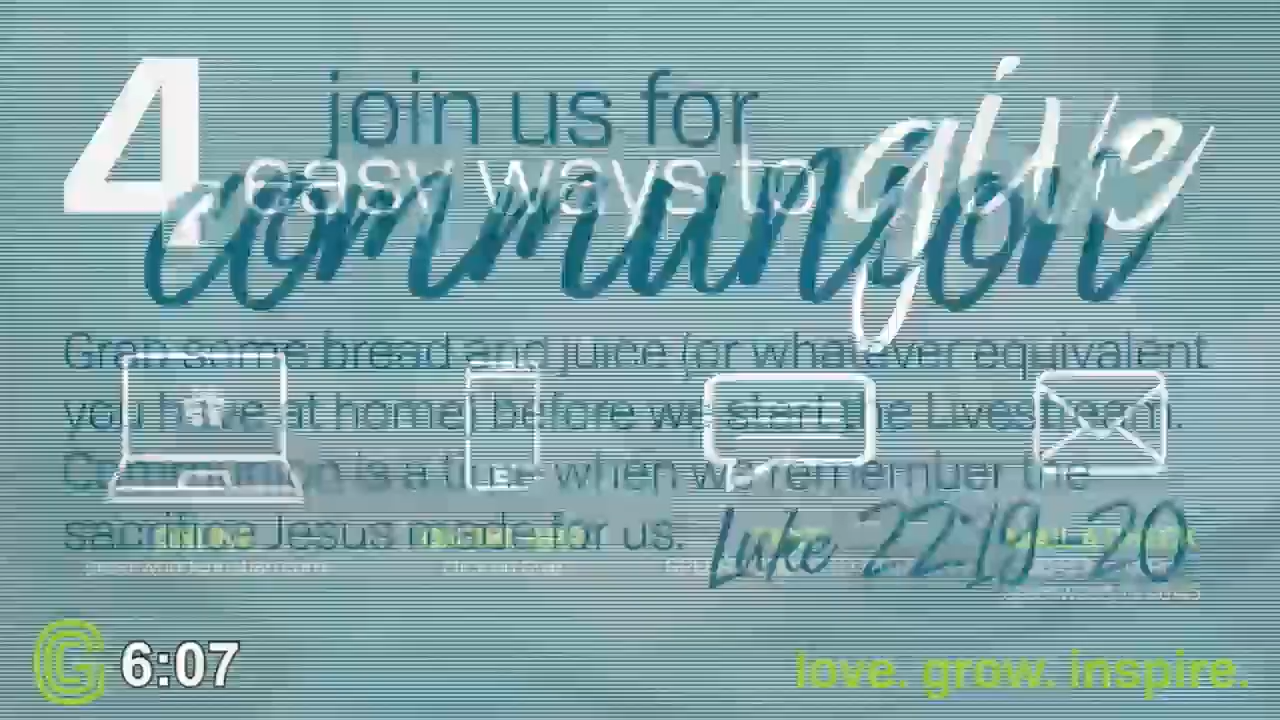 join us for
4 easy ways to give
communion
Grab some bread and juice (or whatever equivalent
you have at home) before we start the Livestream.
Communion is a time when we remember the
sacrifice Jesus made for us. Luke 22:19-20
G 6:07
love. grow. inspire.